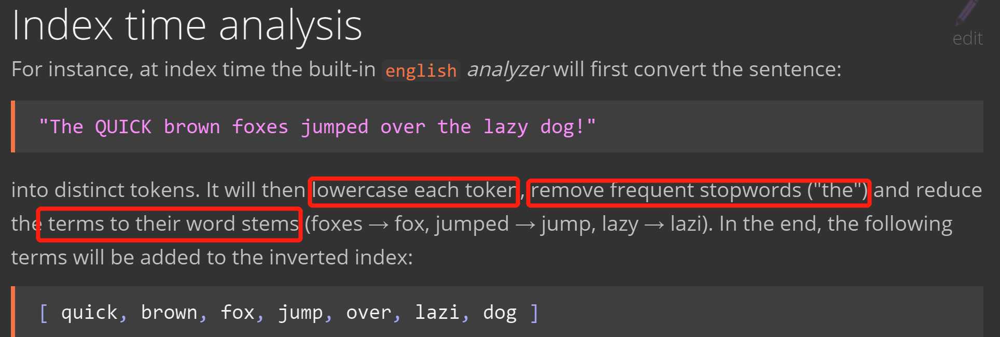 Index time analysis
edit
For instance, at index time the built-in english analyzer will first convert the sentence:
"The QUICK brown foxes jumped over the lazy dog!"
into distinct tokens. It will then lowercase each token, remove frequent stopwords ("the") and reduce
the terms to their word stems (foxes → fox, jumped → jump, lazy → lazi). In the end, the following
terms will be added to the inverted index:
[ quick, brown, fox, jump, over, lazi, dog ]